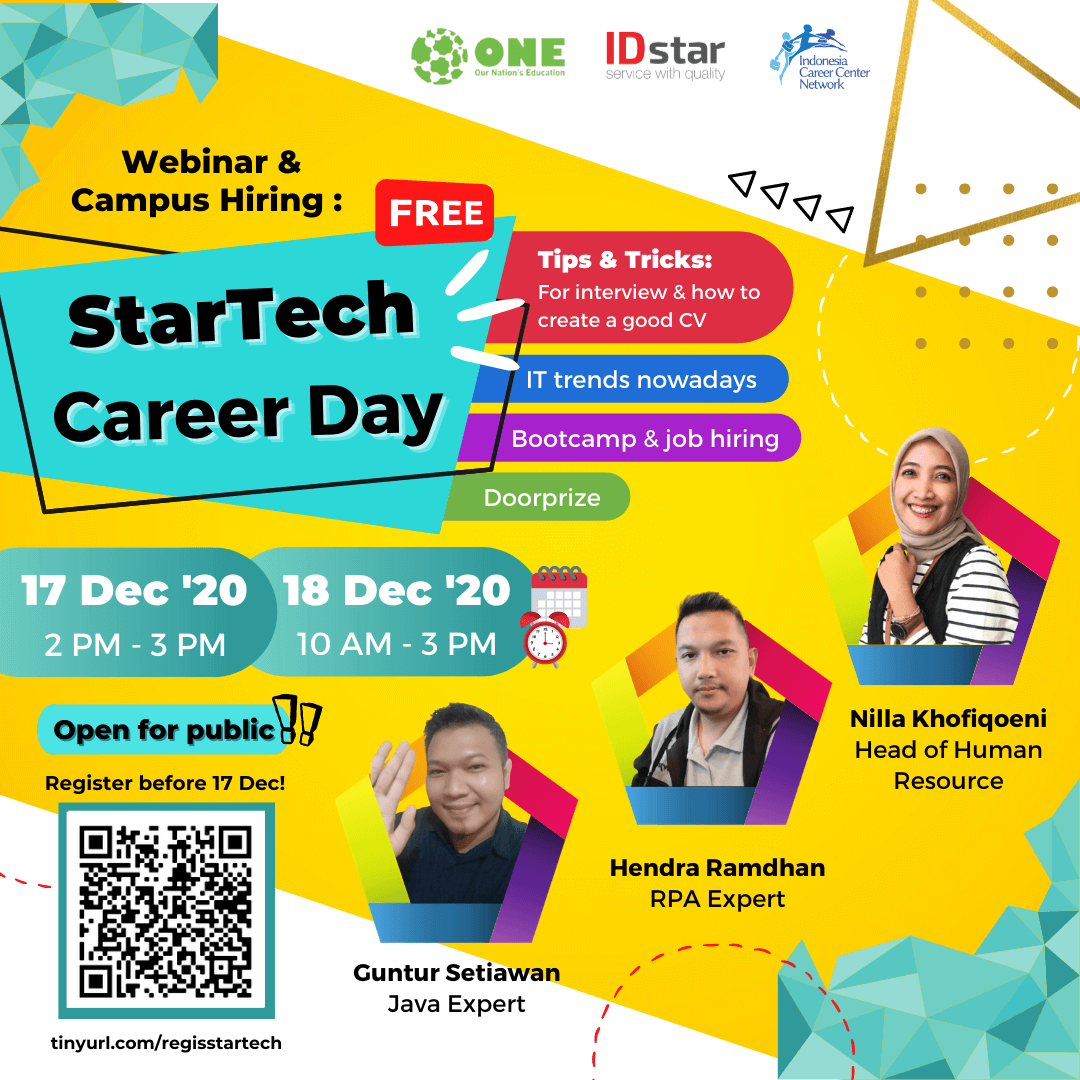 ONE
Our Nation's Education
IDstar
service with quality
Indonesia
Career Center
Network
Webinar &
Campus Hiring :
FREE
StarTech
Career Day
Tips & Tricks:
For interview & how to
create a good CV
IT trends nowadays
Bootcamp & job hiring
Doorprize
17 Dec '20
2 PM - 3 PM
18 Dec '20
10 AM - 3 PM
Open for public
Register before 17 Dec!
tinyurl.com/regisstartech
Guntur Setiawan
Java Expert
Hendra Ramdhan
RPA Expert
Nilla Khofiqoeni
Head of Human
Resource